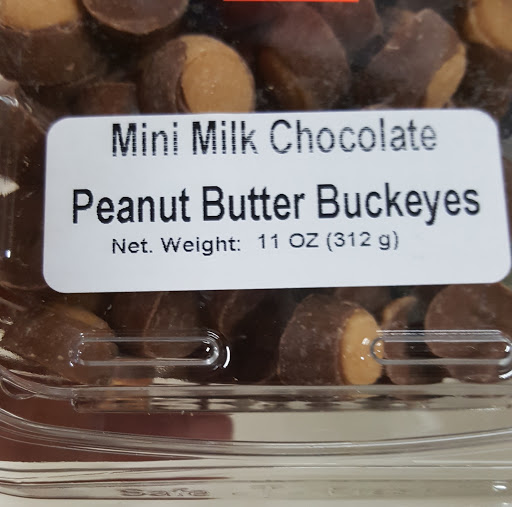 Mini Milk Chocolate
Peanut Butter Buckeyes
Net. Weight: 11 OZ (312 g)